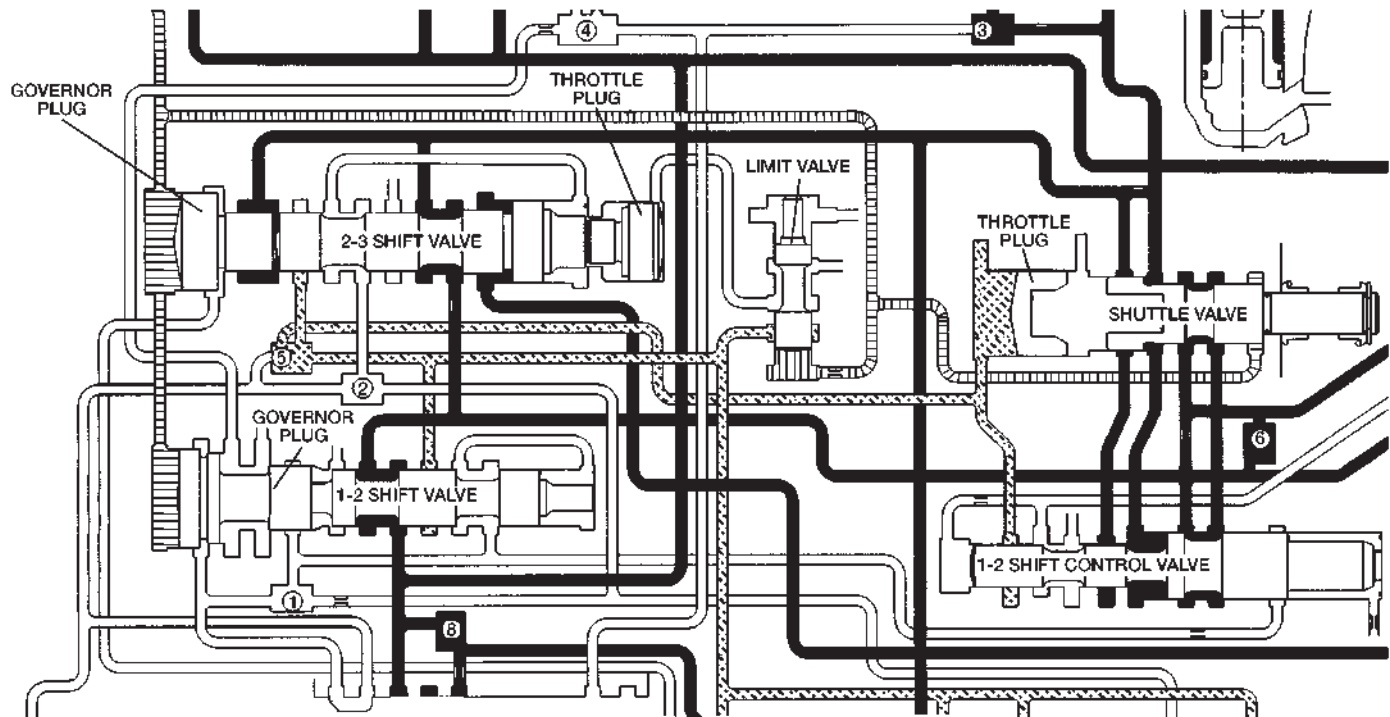 ④
③
GOVERNOR
PLUG
THROTTLE
PLUG
LIMIT VALVE
THROTTLE
PLUG
2-3 SHIFT VALVE
SHUTTLE VALVE
⑤
②
GOVERNOR
PLUG
⑥
1-2 SHIFT VALVE
1-2 SHIFT CONTROL VALVE
①
⑧